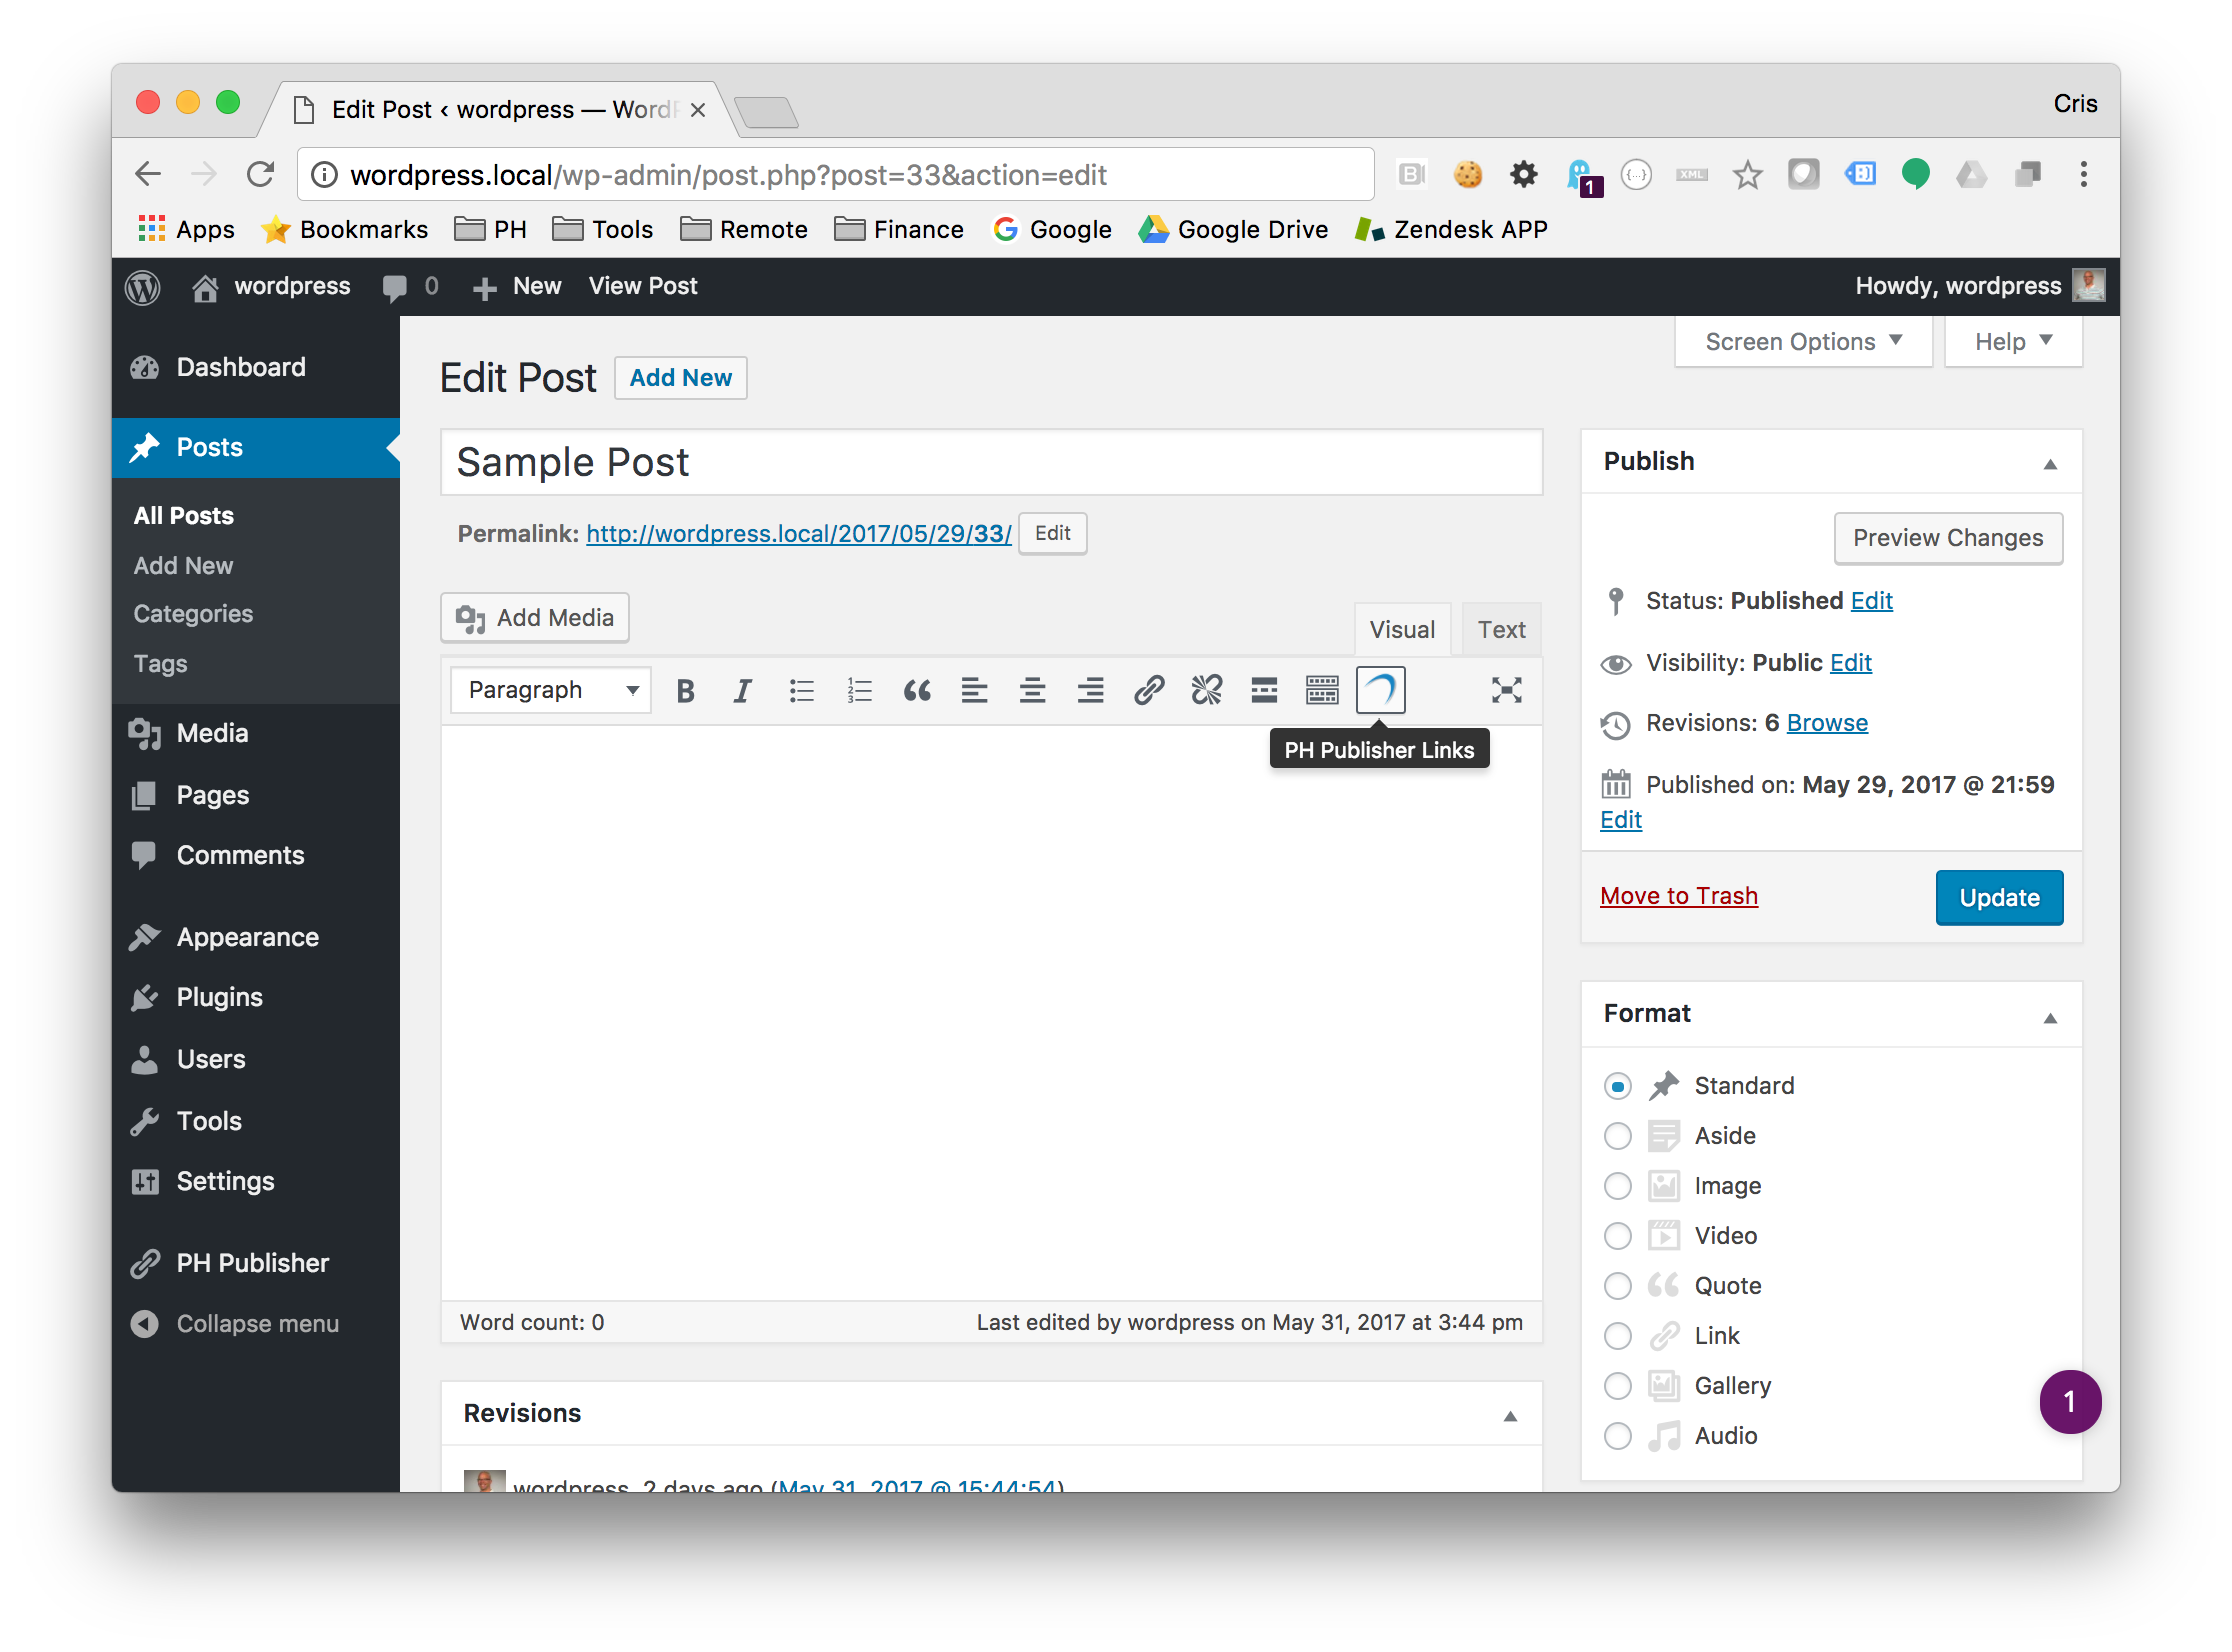 Edit Post ‹ wordpress — WordP
Cris
wordpress.local/wp-admin/post.php?post=33&action=edit
B
1
{...}
XML
Apps Bookmarks PH Tools Remote Finance Google Google Drive Zendesk APP
wordpress 0 New View Post
Howdy, wordpress
Dashboard
Posts
All Posts
Add New
Categories
Tags
Media
Pages
Comments
Appearance
Plugins
Users
Tools
Settings
PH Publisher
Collapse menu
Screen Options
Help
Edit Post Add New
Sample Post
Permalink: http://wordpress.local/2017/05/29/33/ Edit
Add Media
Visual Text
Paragraph B I
PH Publisher Links
Word count: 0
Last edited by wordpress on May 31, 2017 at 3:44 pm
Revisions
wordpress, 2 days ago (May 31, 2017 @ 15:44:54)
Publish
Preview Changes
Status: Published Edit
Visibility: Public Edit
Revisions: 6 Browse
Published on: May 29, 2017 @ 21:59
Edit
Move to Trash
Update
Format
Standard
Aside
Image
Video
Quote
Link
Gallery
Audio
1